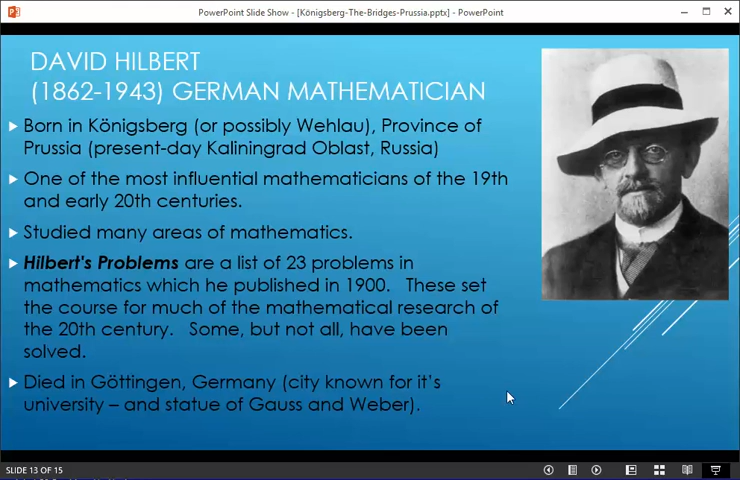 PowerPoint Slide Show - [Königsberg-The-Bridges-Prussia.pptx] - PowerPoint
DAVID HILBERT
(1862-1943) GERMAN MATHEMATICIAN
Born in Königsberg (or possibly Wehlau), Province of
Prussia (present-day Kaliningrad Oblast, Russia)
One of the most influential mathematicians of the 19th
and early 20th centuries.
Studied many areas of mathematics.
Hilbert's Problems are a list of 23 problems in
mathematics which he published in 1900. These set
the course for much of the mathematical research of
the 20th century. Some, but not all, have been
solved.
Died in Göttingen, Germany (city known for it's
university – and statue of Gauss and Weber).
SLIDE 13 OF 15